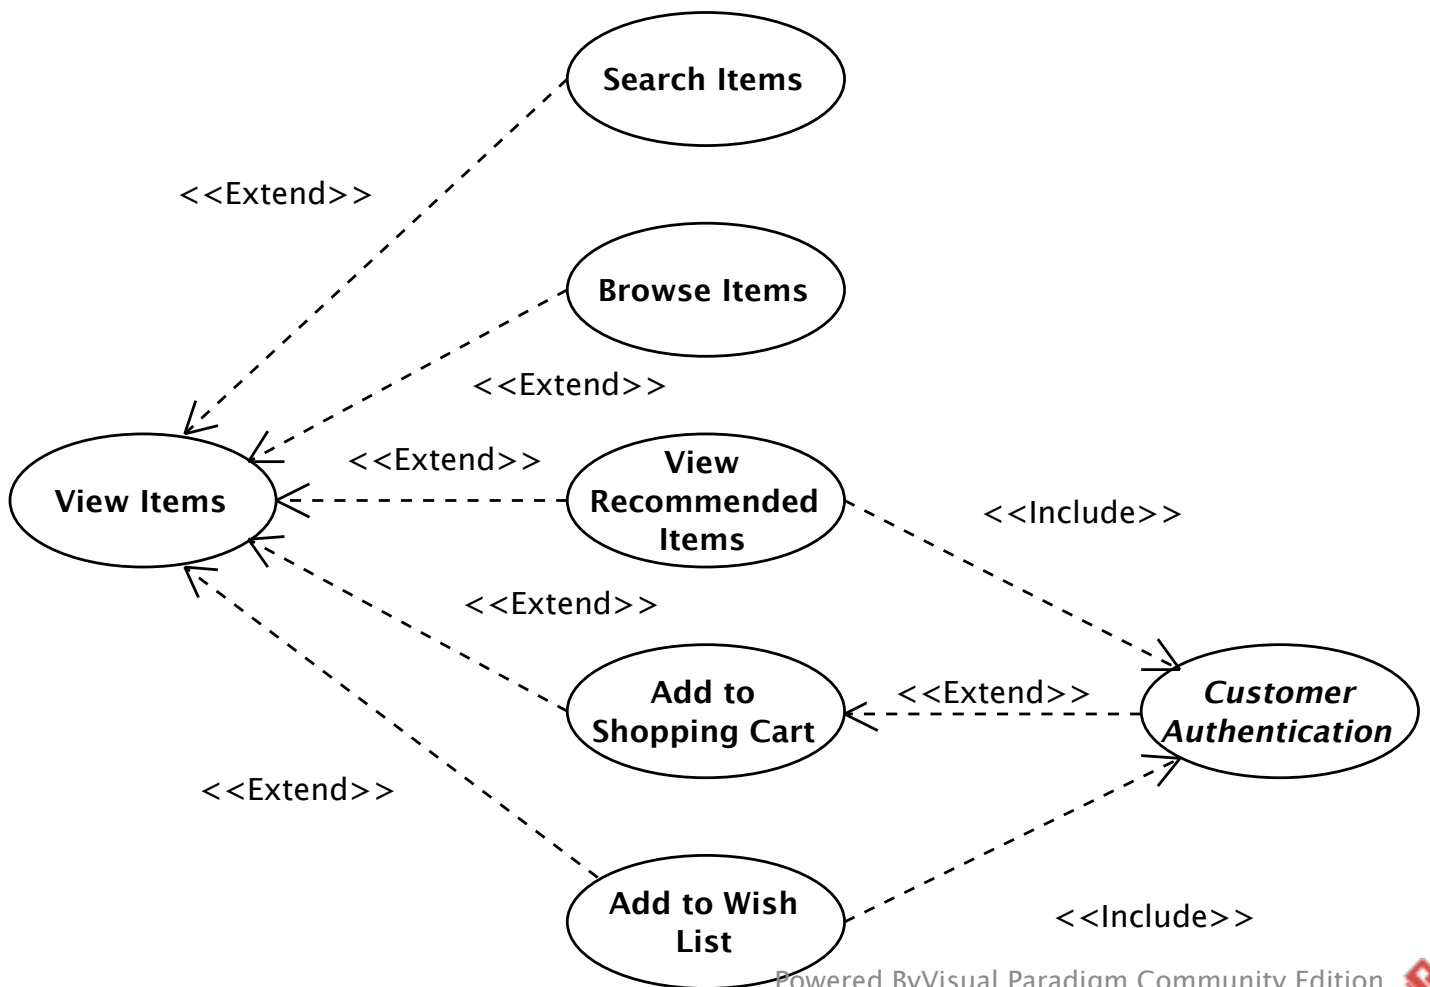 Search Items
<<Extend>>
Browse Items
<<Extend>>
<<Extend>>
View
Recommended
Items
View Items
<<Include>>
<<Extend>>
Add to
Shopping Cart
<<Extend>>
Customer
Authentication
<<Extend>>
Add to Wish
List
<<Include>>
Powered ByVisual Paradigm Community Edition